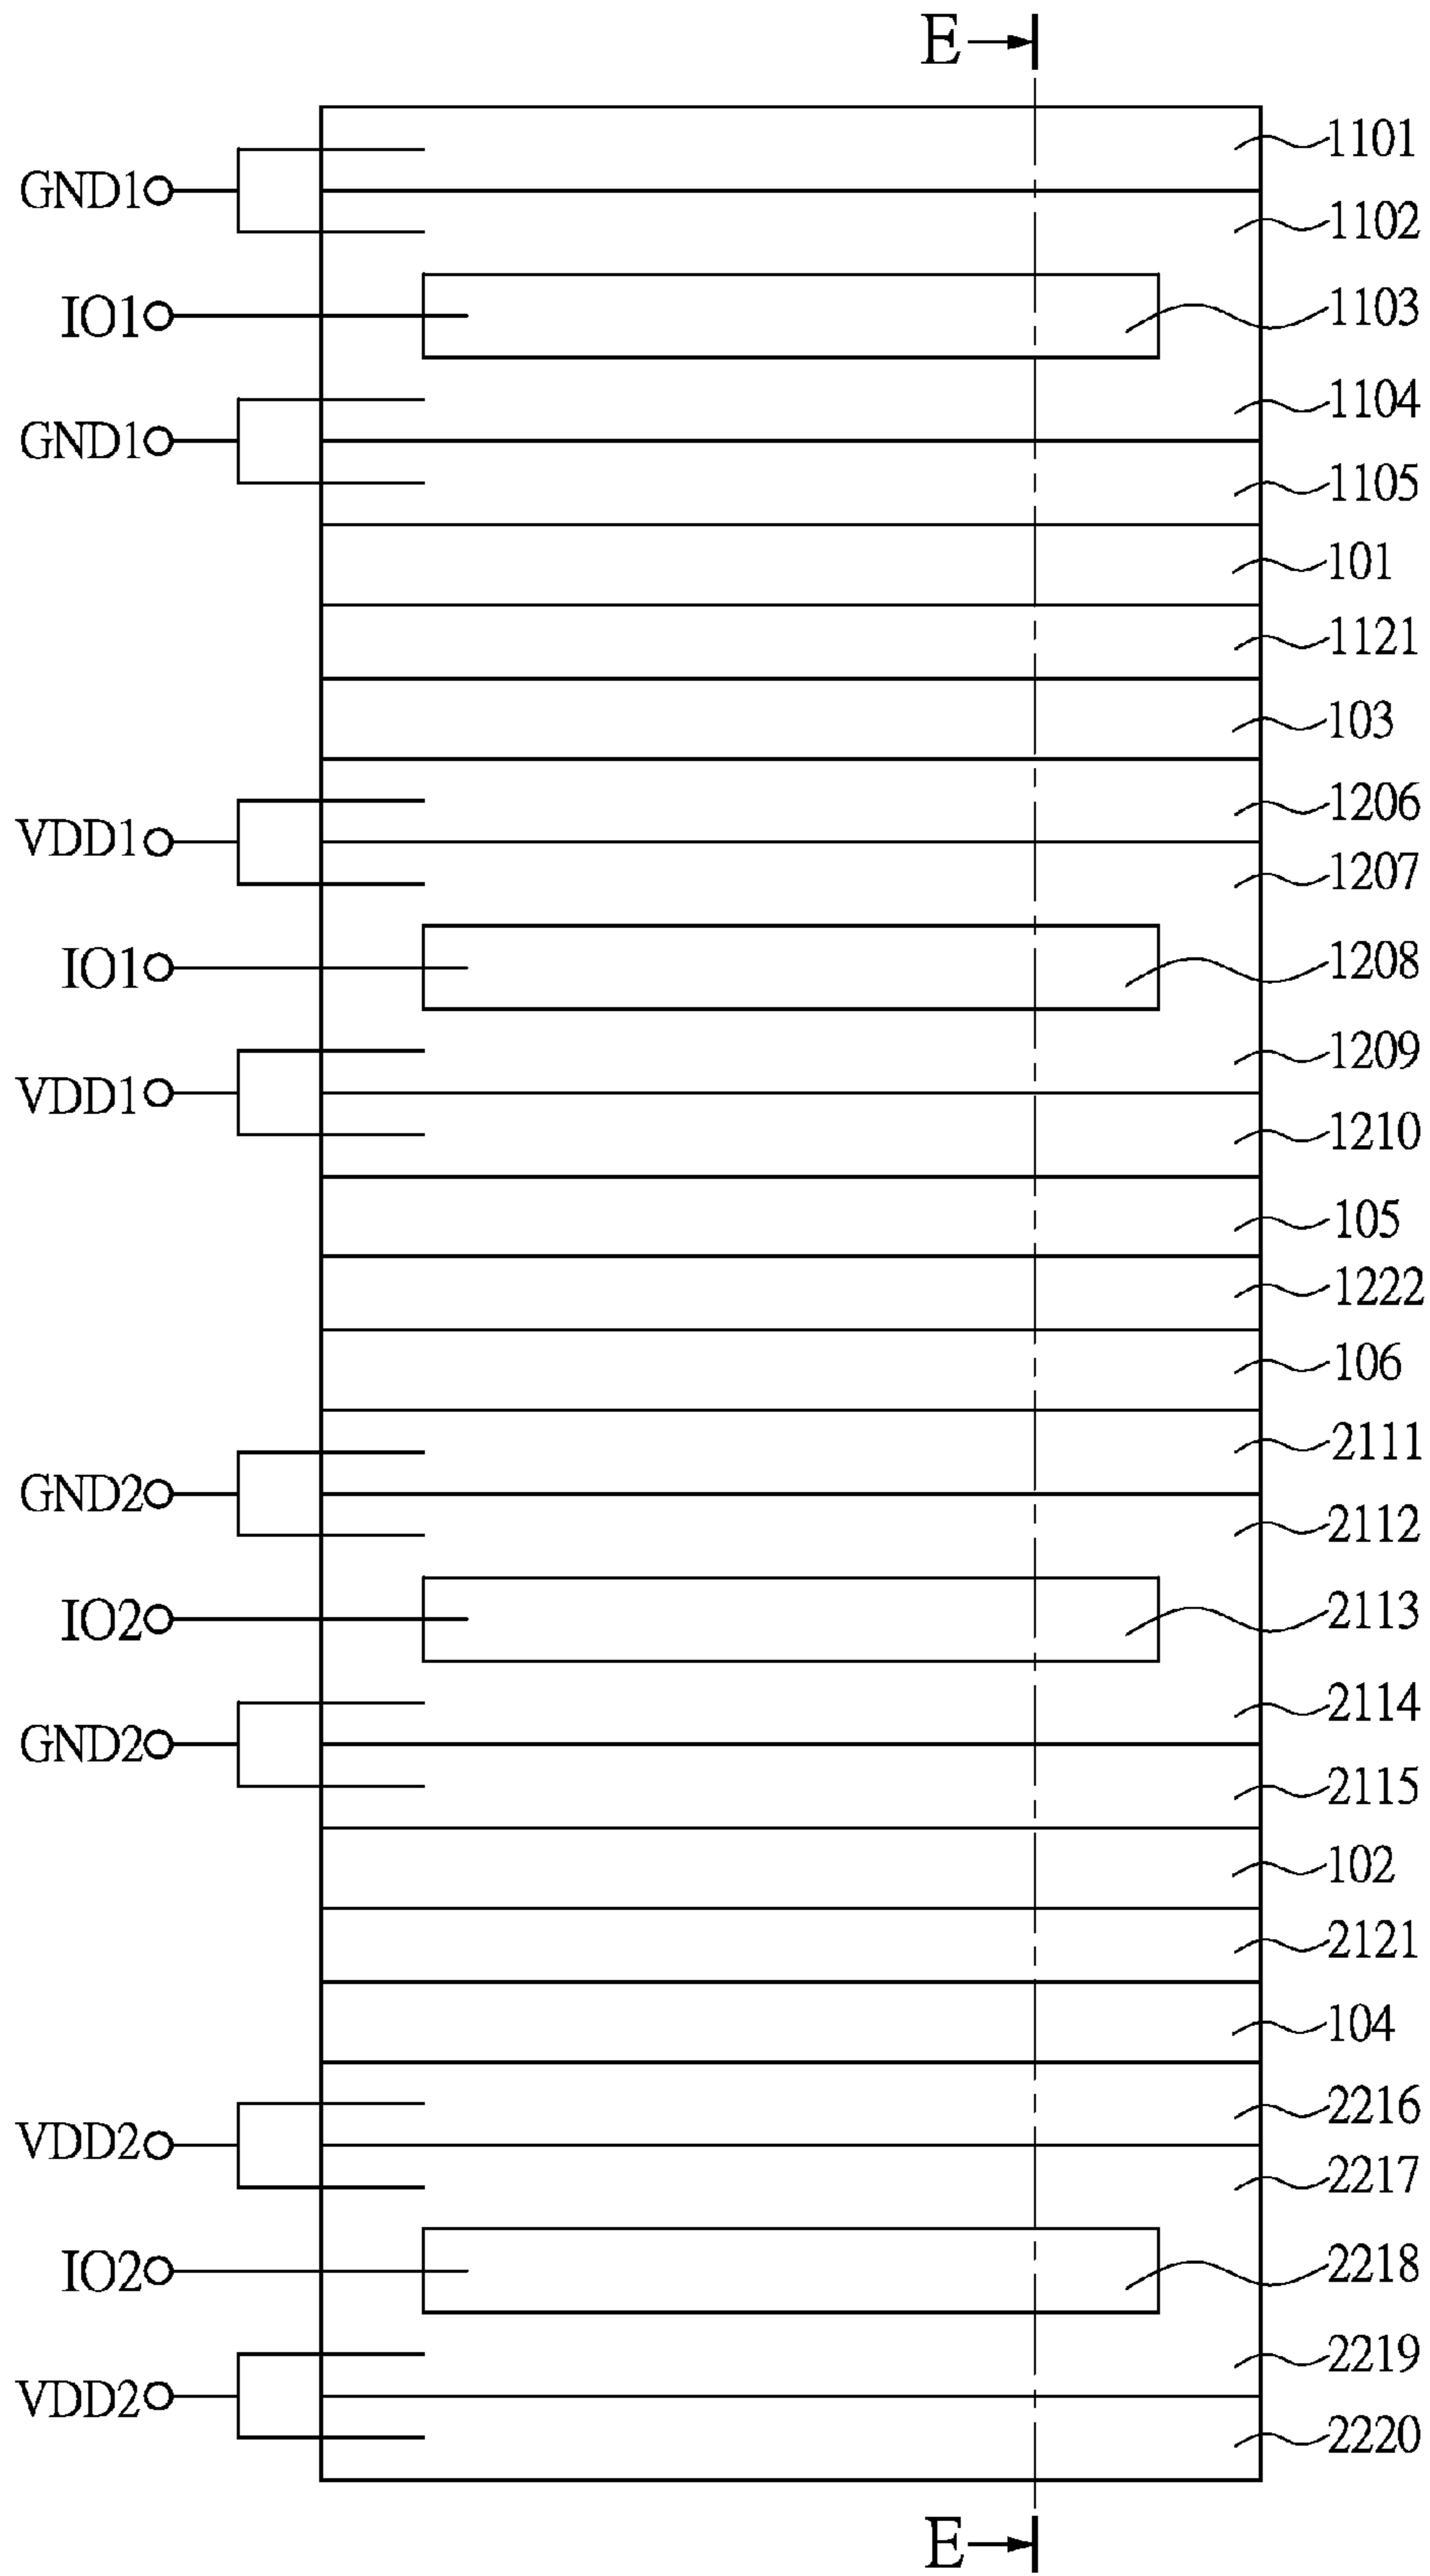 E
1101
GND1
1102
IO1
1103
1104
GND1
1105
101
1121
103
1206
VDD1
1207
IO1
1208
1209
VDD1
1210
105
1222
106
2111
GND2
2112
IO2
2113
2114
GND2
2115
102
2121
104
2216
VDD2
2217
IO2
2218
2219
VDD2
2220
E